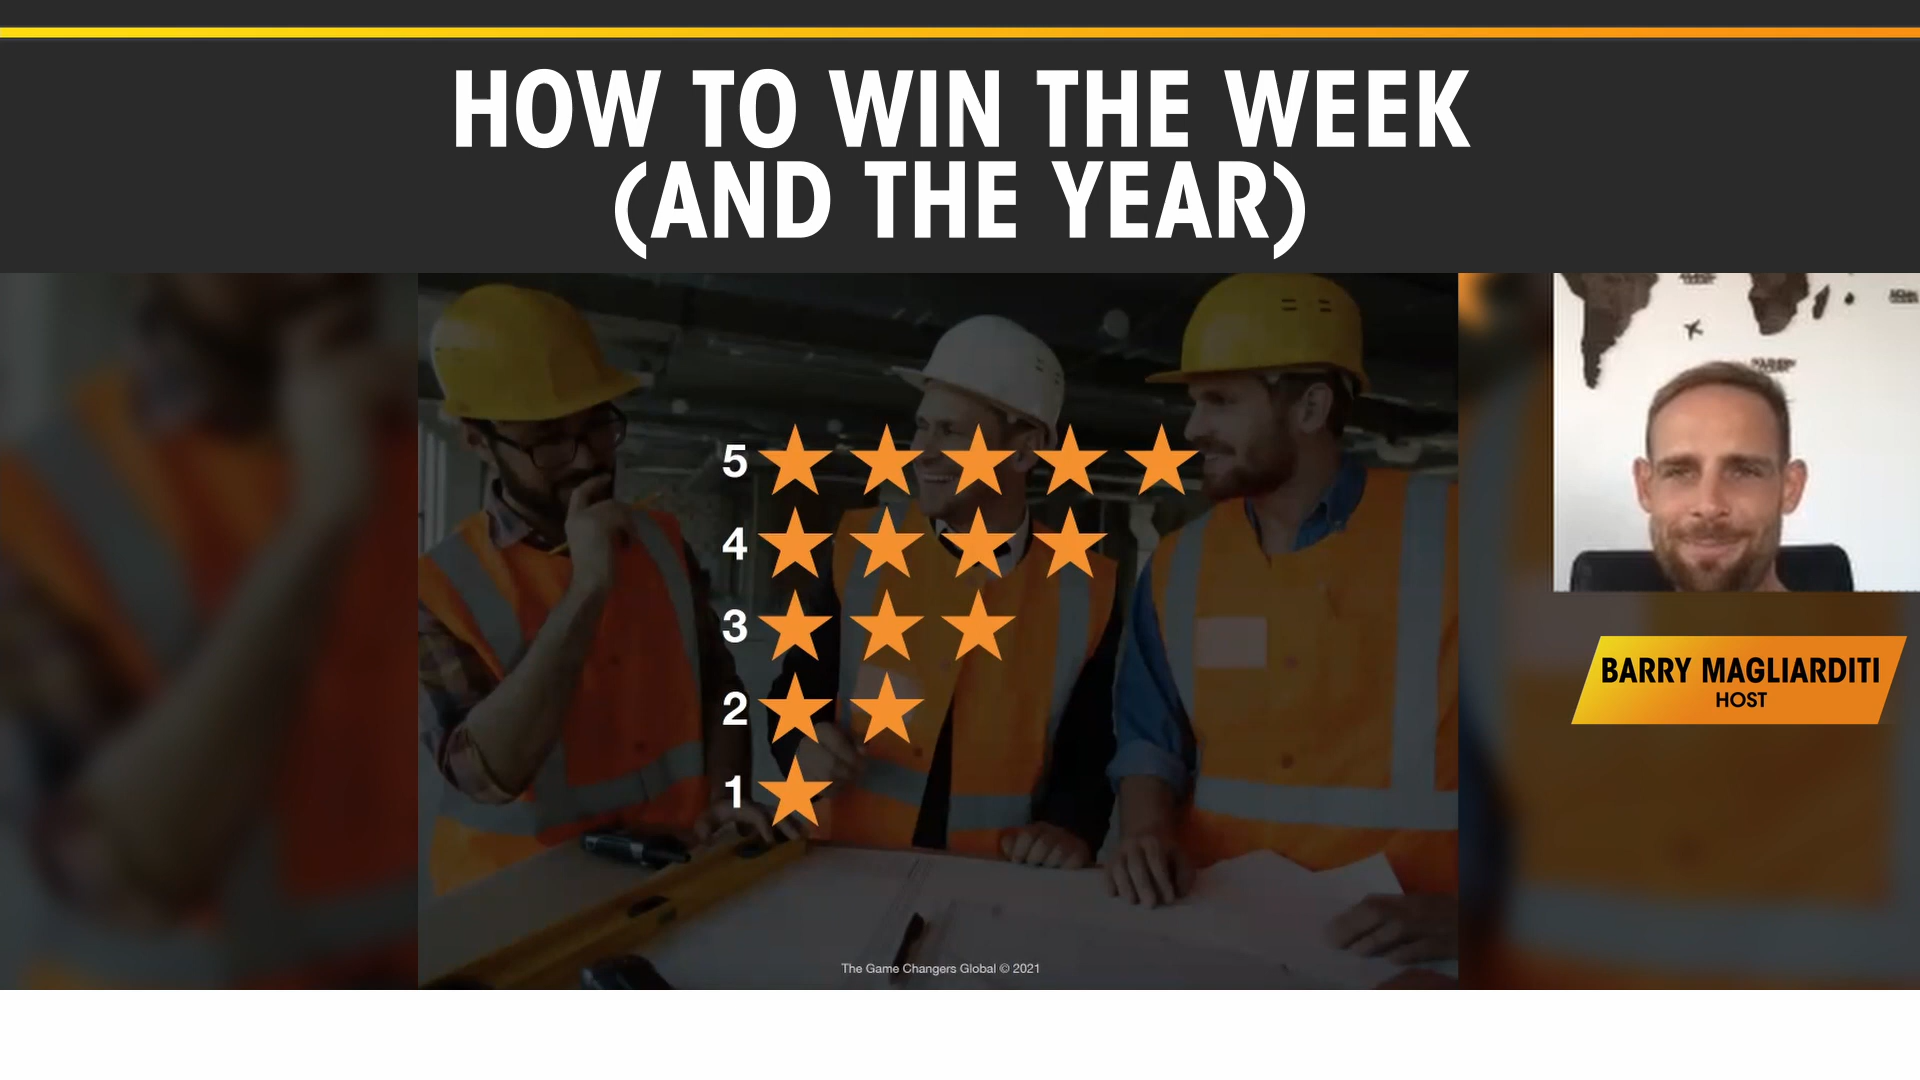 HOW TO WIN THE WEEK
(AND THE YEAR)
5
4
3
2
1
BARRY MAGLIARDITI
HOST
The Game Changers Global © 2021